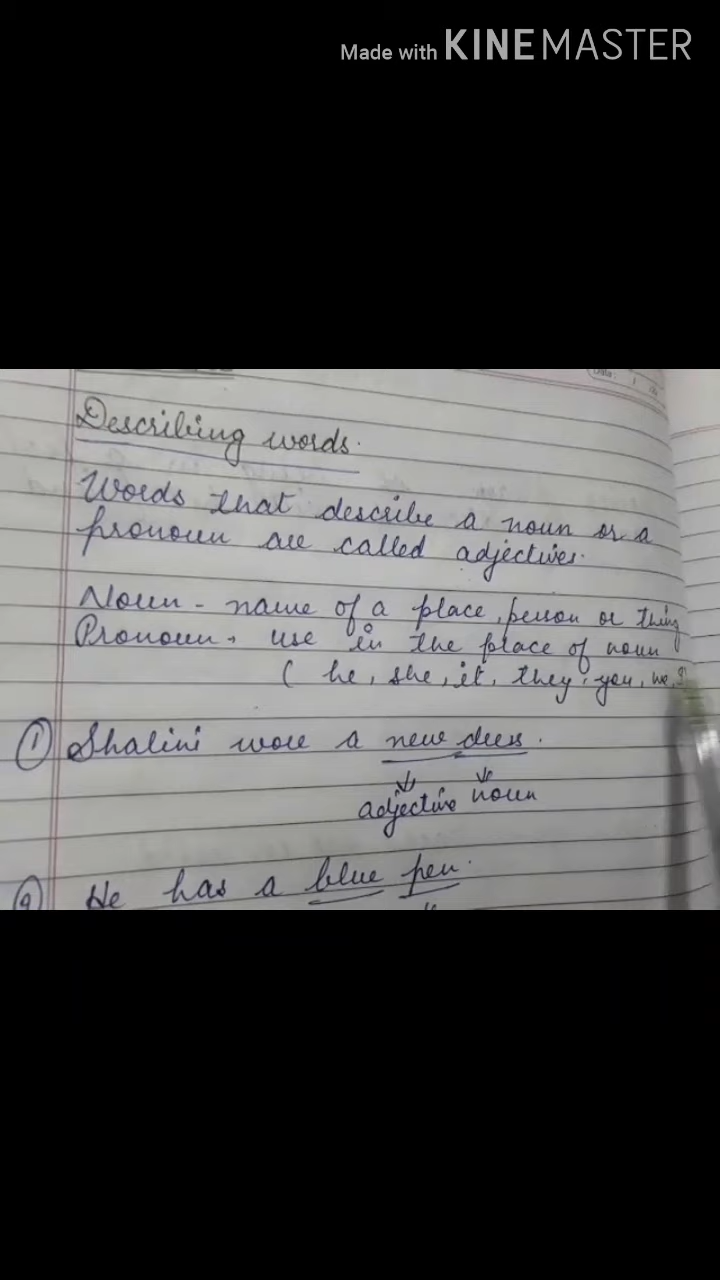 Made with KINEMASTER
Date:
Describing words.
Words that describe a noun or a
pronoun are called adjectives.
Noun - name of a place, person or thing
Pronoun - use in the place of noun
( he, she, it, they, you, we, I
① Shalini wore a new dress.
adjective noun
② He has a blue pen.